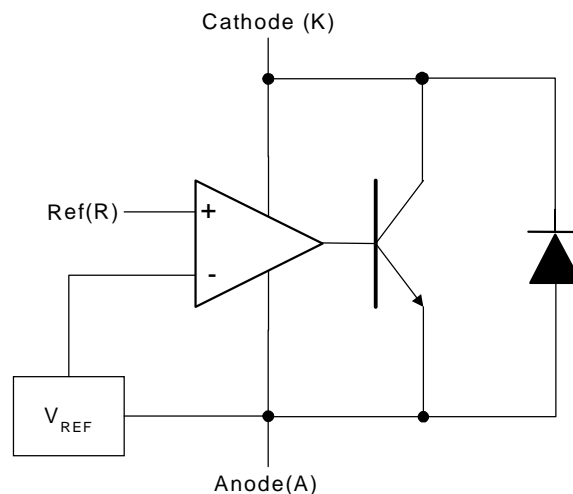 Cathode (K)
Ref(R)
+
-
VREF
Anode(A)